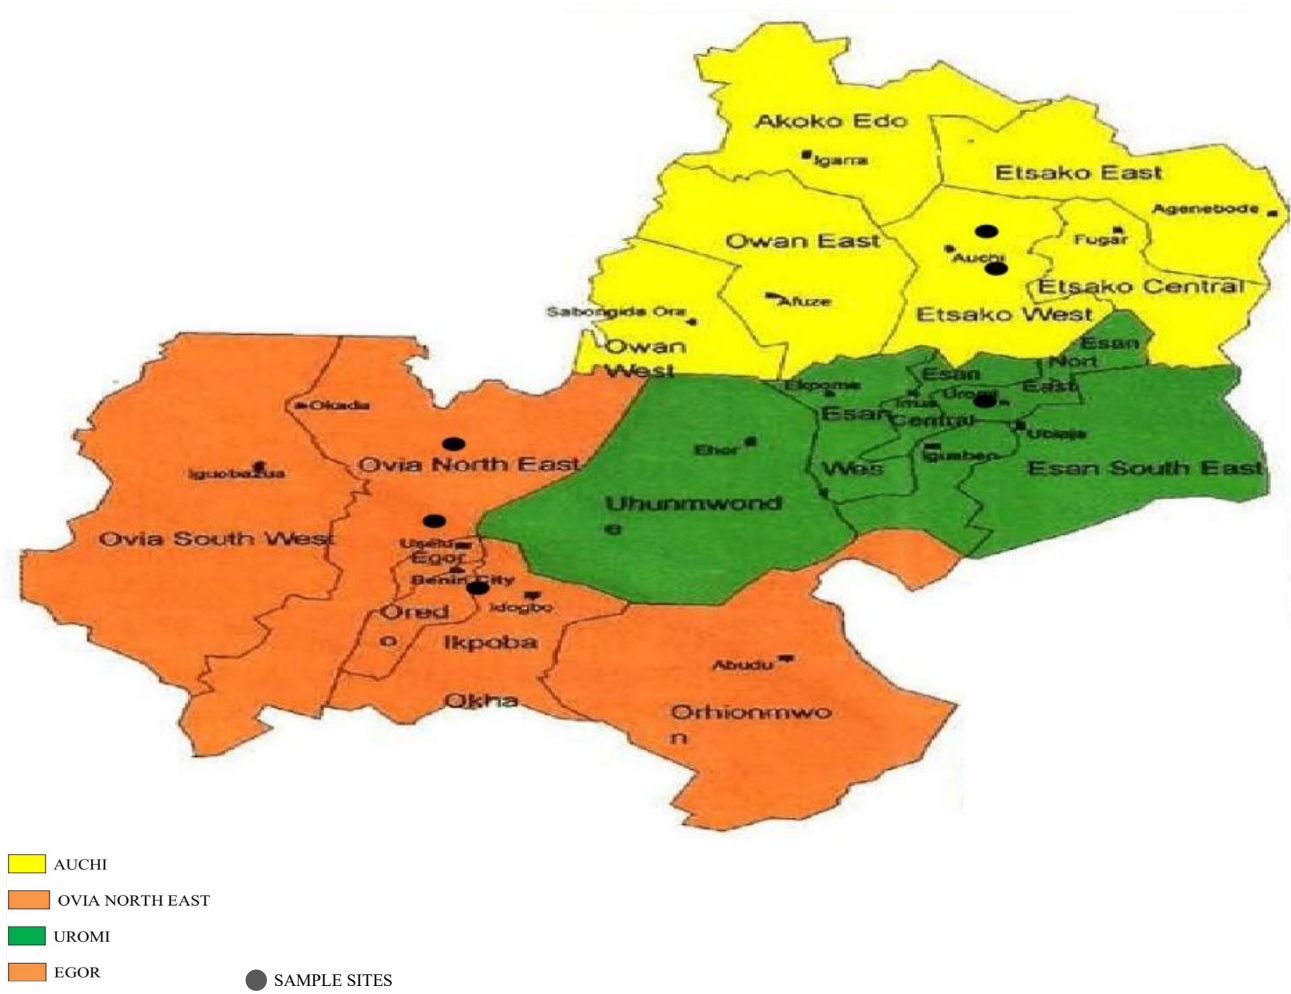 Akoko Edo
Igarra
Etsako East
Agenebode
Owan East
Auchi
Fugar
Etsako Central
Afuze
Sabongida Ora
Etsako West
Owan
West
Esan
Nort
East
Esan
Ekpoma
Uromi
Irrua
Esan
Central
Wes
Okada
Ubiaja
Ehor
Igueben
Esan South East
Ovia North East
Iguobazua
Uhunmwond
e
Ovia South West
Uselu
Egor
Benin City
Idogbo
Ored
o
Ikpoba
Abudu
Okha
Orhionmwo
n
AUCHI
OVIA NORTH EAST
UROMI
EGOR
SAMPLE SITES